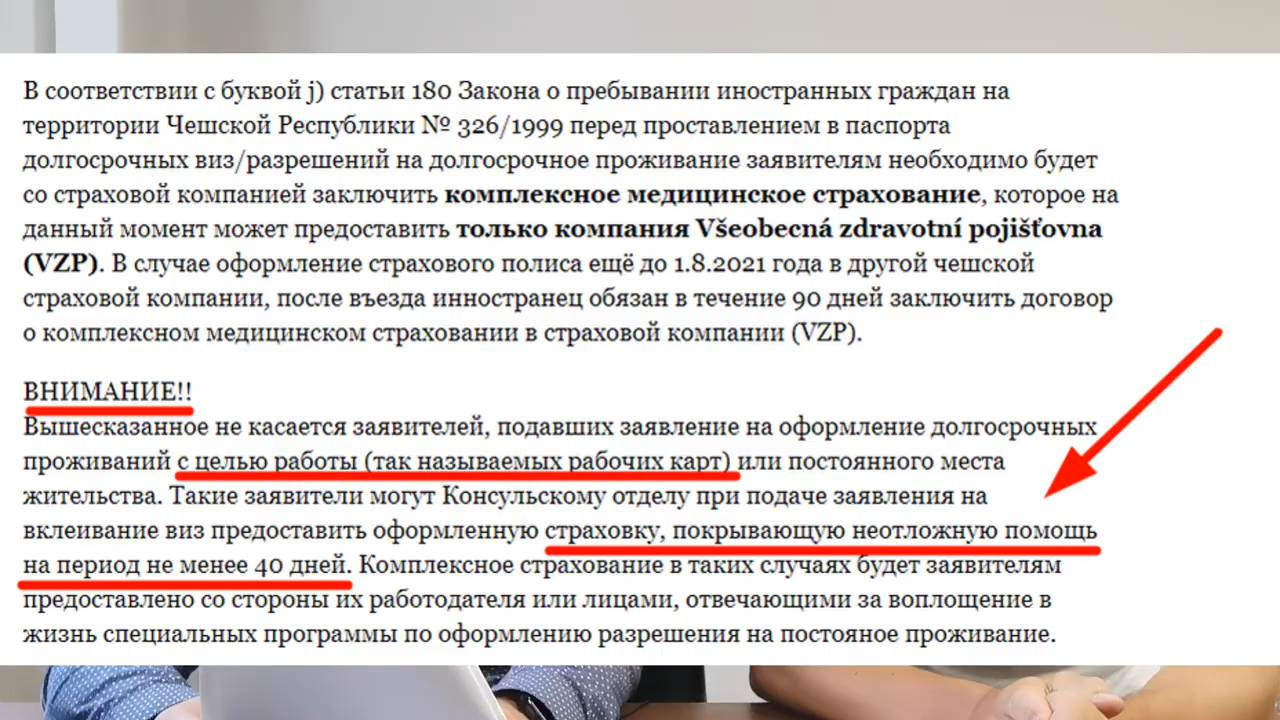 В соответствии с буквой j) статьи 180 Закона о пребывании иностранных граждан на
территории Чешской Республики № 326/1999 перед проставлением в паспорта
долгосрочных виз/разрешений на долгосрочное проживание заявителям необходимо будет
со страховой компанией заключить комплексное медицинское страхование, которое на
данный момент может предоставить только компания Všeobecná zdravotní pojišťovna
(VZP). В случае оформление страхового полиса ещё до 1.8.2021 года в другой чешской
страховой компании, после въезда инностранец обязан в течение 90 дней заключить договор
о комплексном медицинском страховании в страховой компании (VZP).
ВНИМАНИЕ!!
Вышесказанное не касается заявителей, подавших заявление на оформление долгосрочных
проживаний с целью работы (так называемых рабочих карт) или постоянного места
жительства. Такие заявители могут Консульскому отделу при подаче заявления на
вклеивание виз предоставить оформленную страховку, покрывающую неотложную помощь
на период не менее 40 дней. Комплексное страхование в таких случаях будет заявителям
предоставлено со стороны их работодателя или лицами, отвечающими за воплощение в
жизнь специальных программы по оформлению разрешения на постояное проживание.